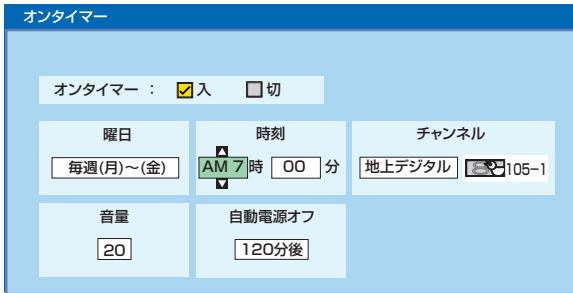 オンタイマー
オンタイマー : 入 切
曜日 時刻 チャンネル
毎週(月)~(金) AM 7 時 00 分 地上デジタル 105-1
音量 自動電源オフ
20 120分後